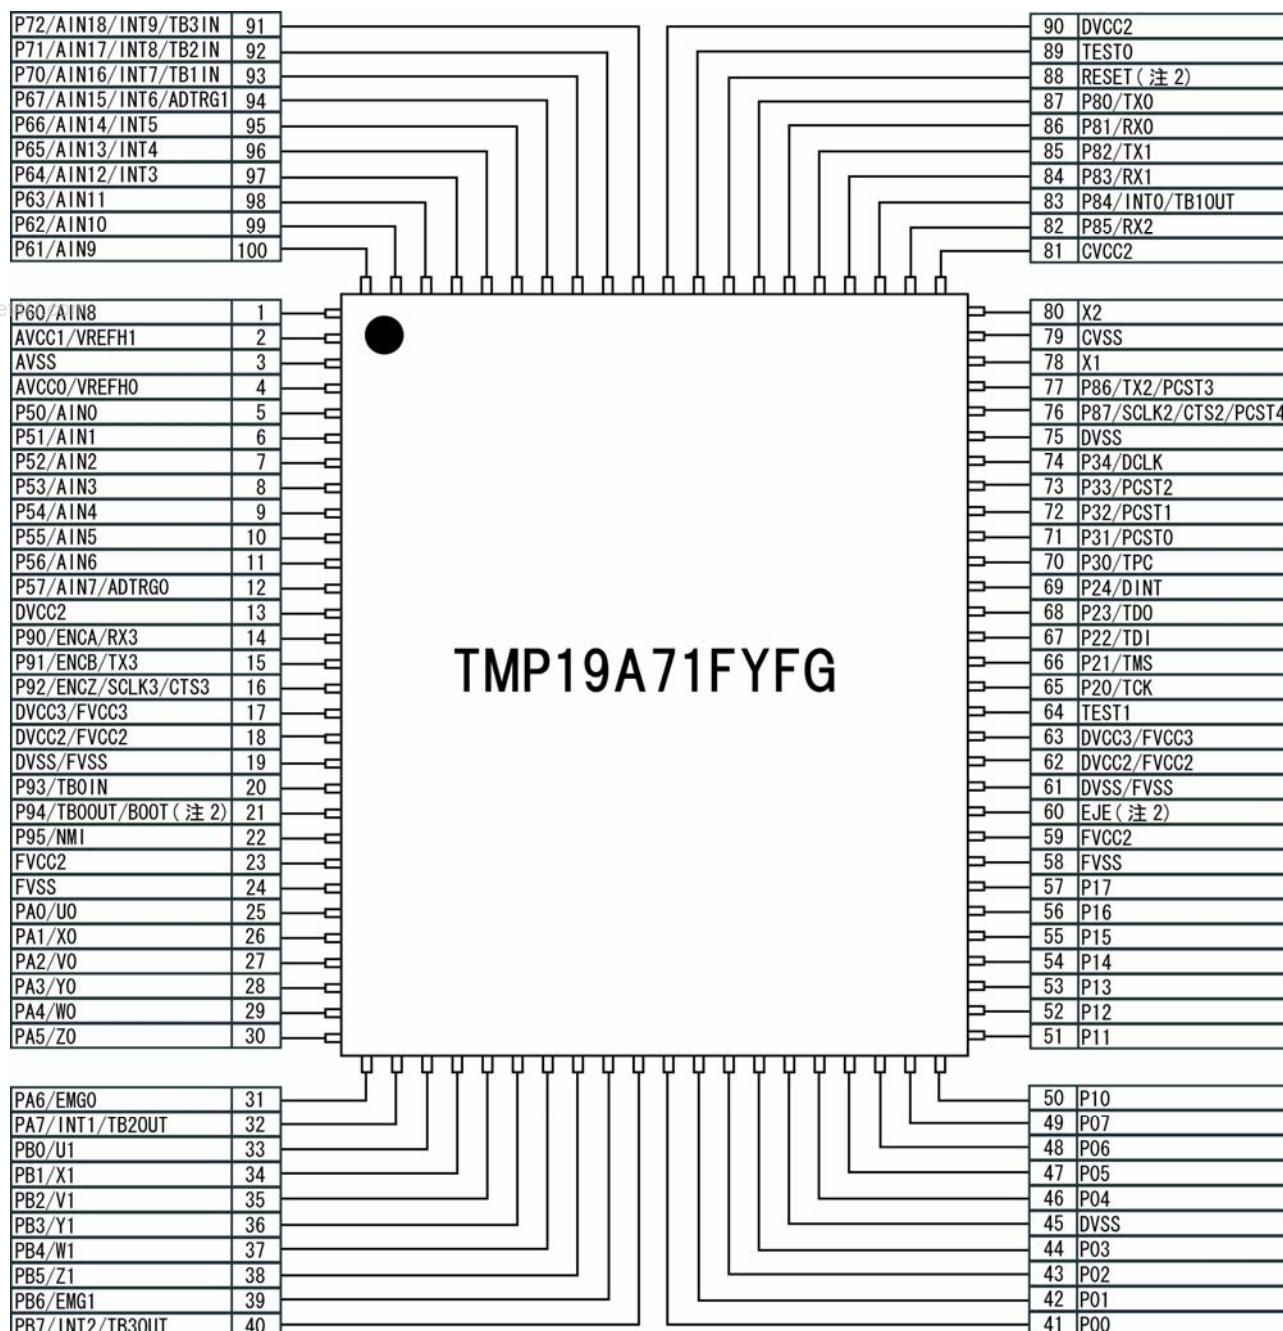 P72/AIN18/INT9/TB3IN 91
P71/AIN17/INT8/TB2IN 92
P70/AIN16/INT7/TB1IN 93
P67/AIN15/INT6/ADTRG1 94
P66/AIN14/INT5 95
P65/AIN13/INT4 96
P64/AIN12/INT3 97
P63/AIN11 98
P62/AIN10 99
P61/AIN9 100
90 DVCC2
89 TEST0
88 RESET(注2)
87 P80/TX0
86 P81/RX0
85 P82/TX1
84 P83/RX1
83 P84/INT0/TB1OUT
82 P85/RX2
81 CVCC2
P60/AIN8 1
AVCC1/VREFH1 2
AVSS 3
AVCC0/VREFH0 4
P50/AIN0 5
P51/AIN1 6
P52/AIN2 7
P53/AIN3 8
P54/AIN4 9
P55/AIN5 10
P56/AIN6 11
P57/AIN7/ADTRG0 12
DVCC2 13
P90/ENCA/RX3 14
P91/ENCB/TX3 15
P92/ENCZ/SCLK3/CTS3 16
DVCC3/FVCC3 17
DVCC2/FVCC2 18
DVSS/FVSS 19
P93/TB0IN 20
P94/TB0OUT/BOOT(注2) 21
P95/NMI 22
FVCC2 23
FVSS 24
PA0/U0 25
PA1/X0 26
PA2/V0 27
PA3/Y0 28
PA4/W0 29
PA5/Z0 30
TMP19A71FYFG
80 X2
79 CVSS
78 X1
77 P86/TX2/PCST3
76 P87/SCLK2/CTS2/PCST4
75 DVSS
74 P34/DCLK
73 P33/PCST2
72 P32/PCST1
71 P31/PCST0
70 P30/TPC
69 P24/DINT
68 P23/TDO
67 P22/TDI
66 P21/TMS
65 P20/TCK
64 TEST1
63 DVCC3/FVCC3
62 DVCC2/FVCC2
61 DVSS/FVSS
60 EJE(注2)
59 FVCC2
58 FVSS
57 P17
56 P16
55 P15
54 P14
53 P13
52 P12
51 P11
PA6/EMG0 31
PA7/INT1/TB2OUT 32
PB0/U1 33
PB1/X1 34
PB2/V1 35
PB3/Y1 36
PB4/W1 37
PB5/Z1 38
PB6/EMG1 39
PB7/INT2/TB3OUT 40
50 P10
49 P07
48 P06
47 P05
46 P04
45 DVSS
44 P03
43 P02
42 P01
41 P00